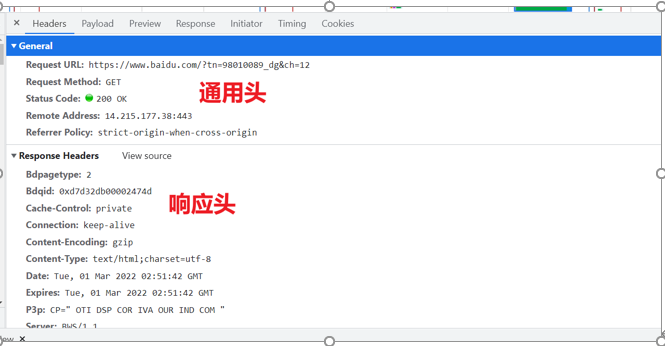 Headers Payload Preview Response Initiator Timing Cookies
General
Request URL: https://www.baidu.com/?tn=98010089_dg&ch=12
Request Method: GET
Status Code: 200 OK
通用头
Remote Address: 14.215.177.38:443
Referrer Policy: strict-origin-when-cross-origin
Response Headers View source
Bdpagetype: 2
Bdqid: 0xd7d32db00002474d
响应头
Cache-Control: private
Connection: keep-alive
Content-Encoding: gzip
Content-Type: text/html;charset=utf-8
Date: Tue, 01 Mar 2022 02:51:42 GMT
Expires: Tue, 01 Mar 2022 02:51:42 GMT
P3p: CP=" OTI DSP COR IVA OUR IND COM "
Server: BWS/1.1